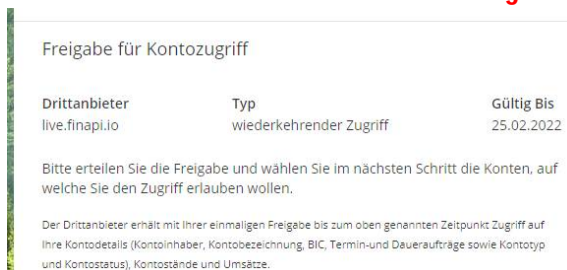 Freigabe für Kontozugriff
Drittanbieter Typ Gültig Bis
live.finapi.io wiederkehrender Zugriff 25.02.2022
Bitte erteilen Sie die Freigabe und wählen Sie im nächsten Schritt die Konten, auf
welche Sie den Zugriff erlauben wollen.
Der Drittanbieter erhält mit Ihrer einmaligen Freigabe bis zum oben genannten Zeitpunkt Zugriff auf
Ihre Kontodetails (Kontoinhaber, Kontobezeichnung, BIC, Termin-und Daueraufträge sowie Kontotyp
und Kontostatus), Kontostände und Umsätze.